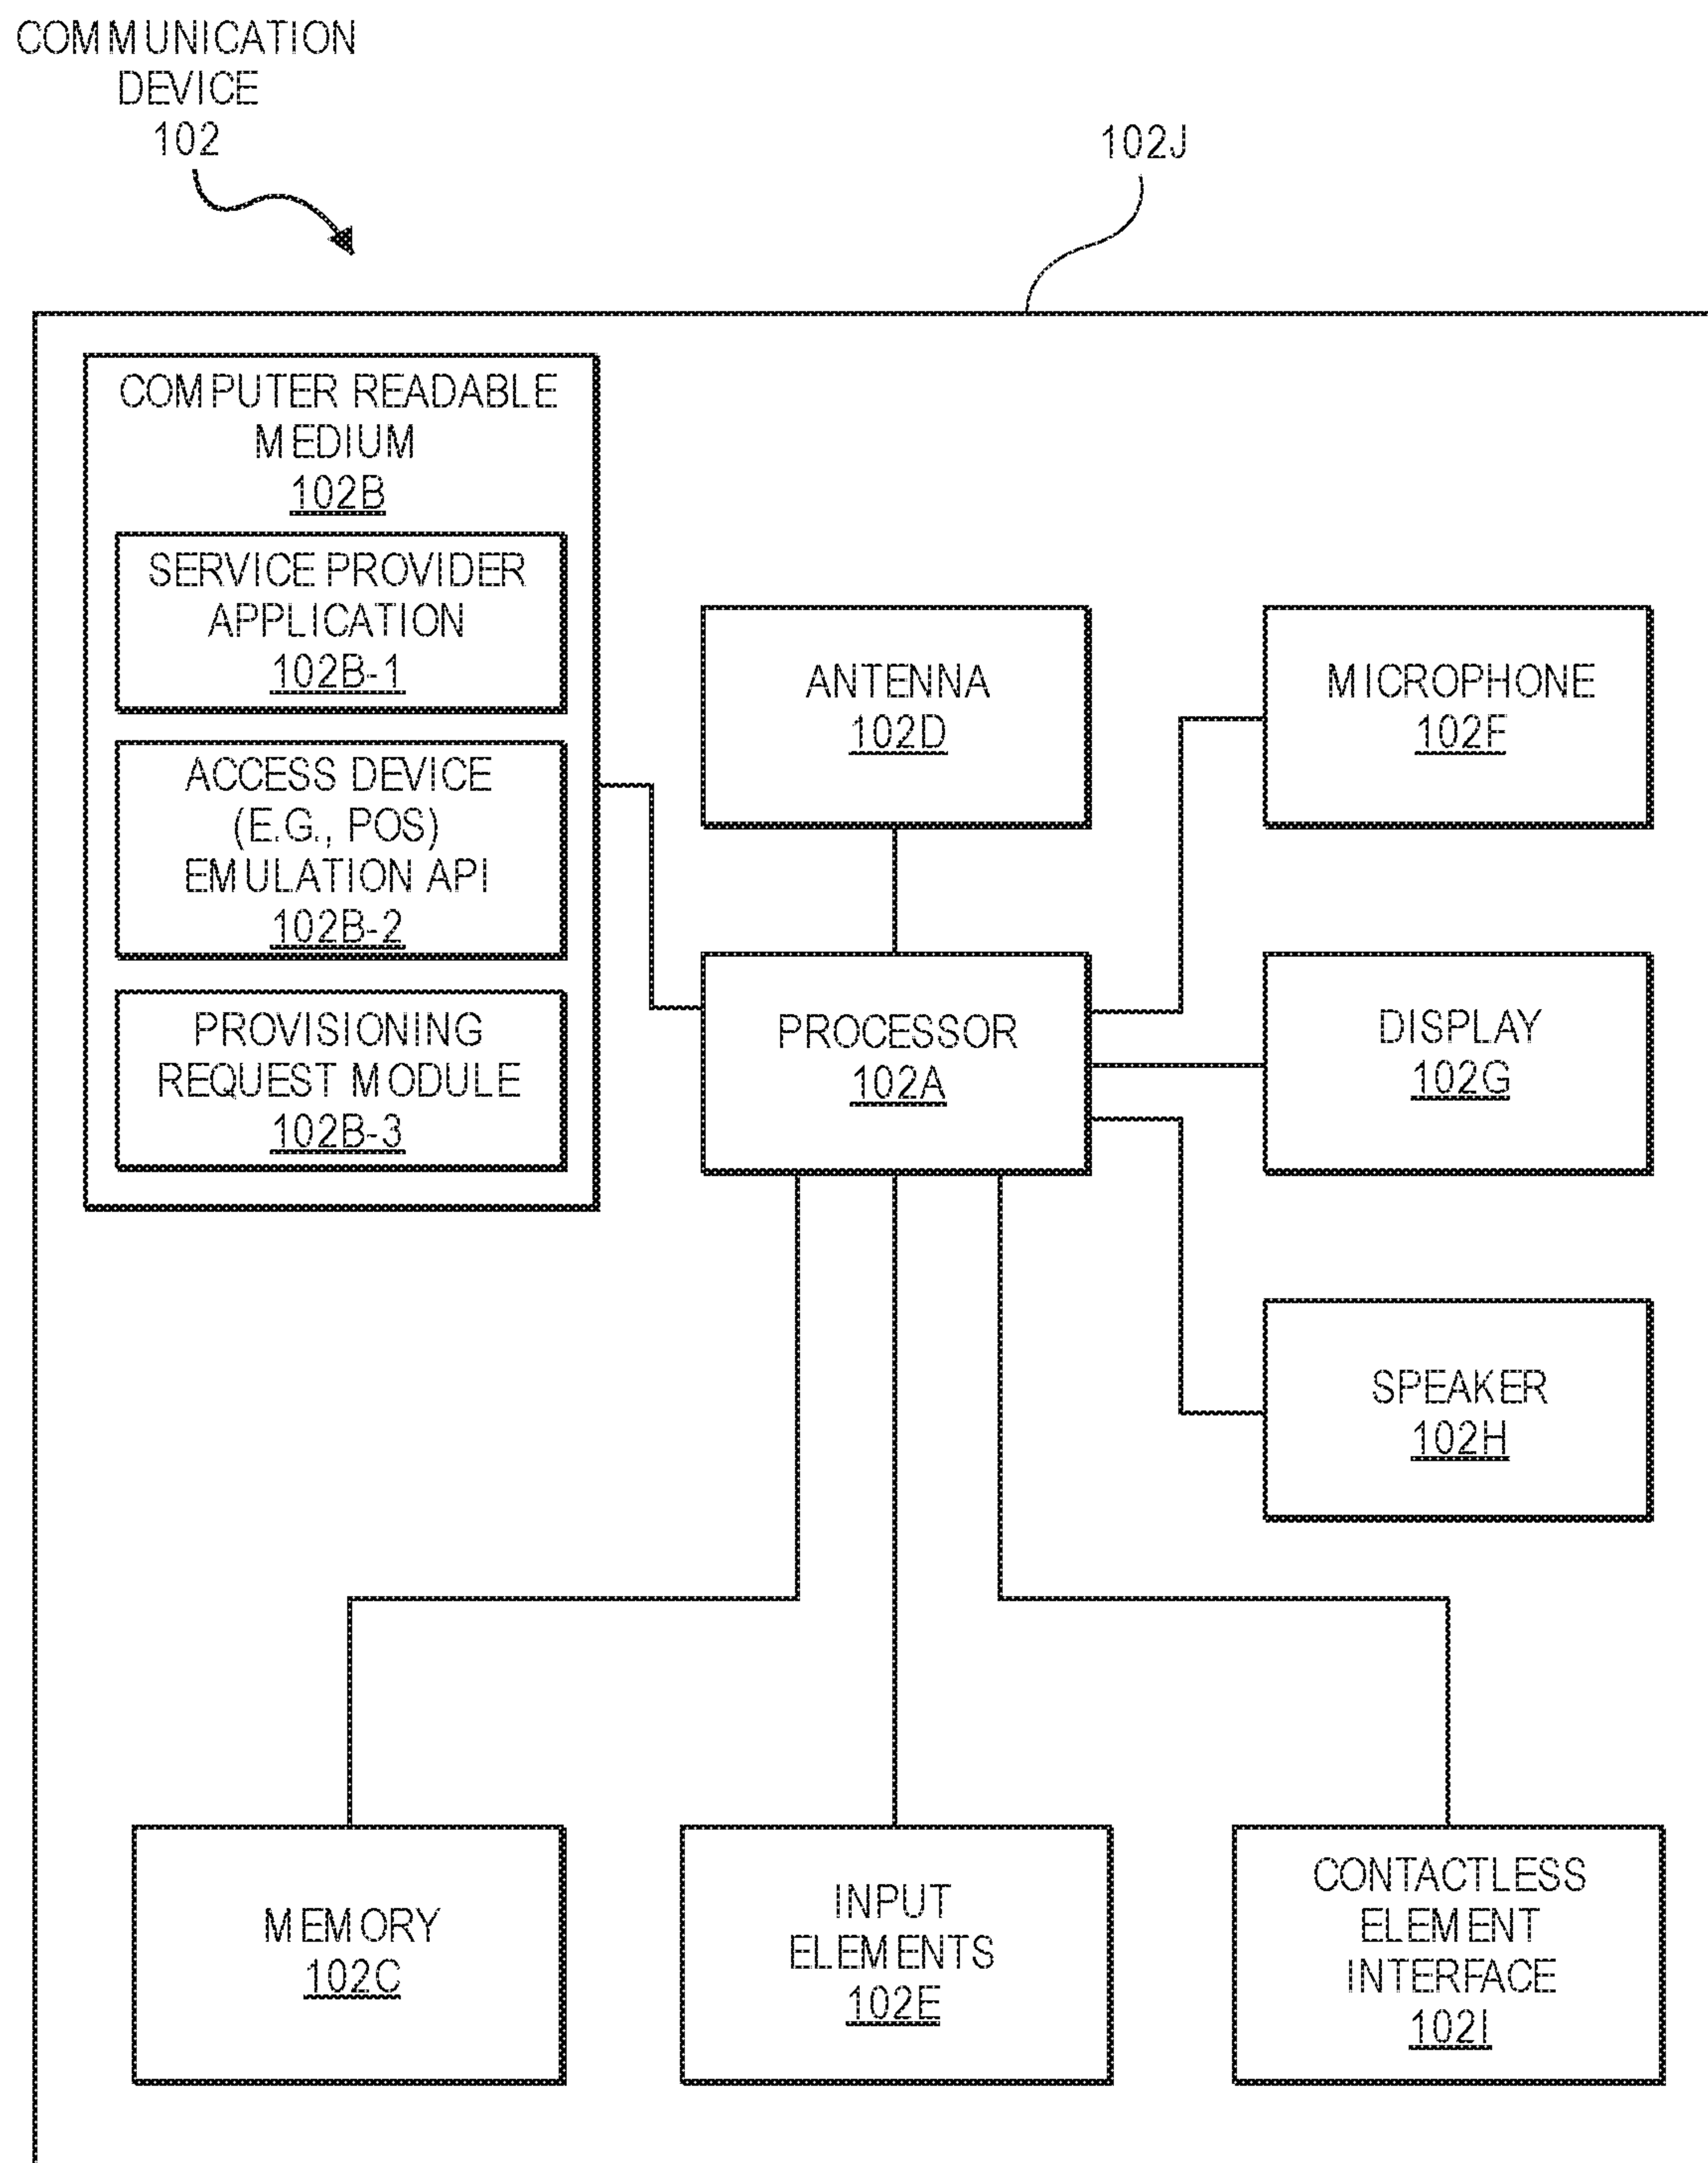 COMMUNICATION
DEVICE
102
102J
COMPUTER READABLE
MEDIUM
102B
SERVICE PROVIDER
APPLICATION
102B-1
ACCESS DEVICE
(E.G., POS)
EMULATION API
102B-2
PROVISIONING
REQUEST MODULE
102B-3
ANTENNA
102D
MICROPHONE
102F
PROCESSOR
102A
DISPLAY
102G
SPEAKER
102H
MEMORY
102C
INPUT
ELEMENTS
102E
CONTACTLESS
ELEMENT
INTERFACE
102I